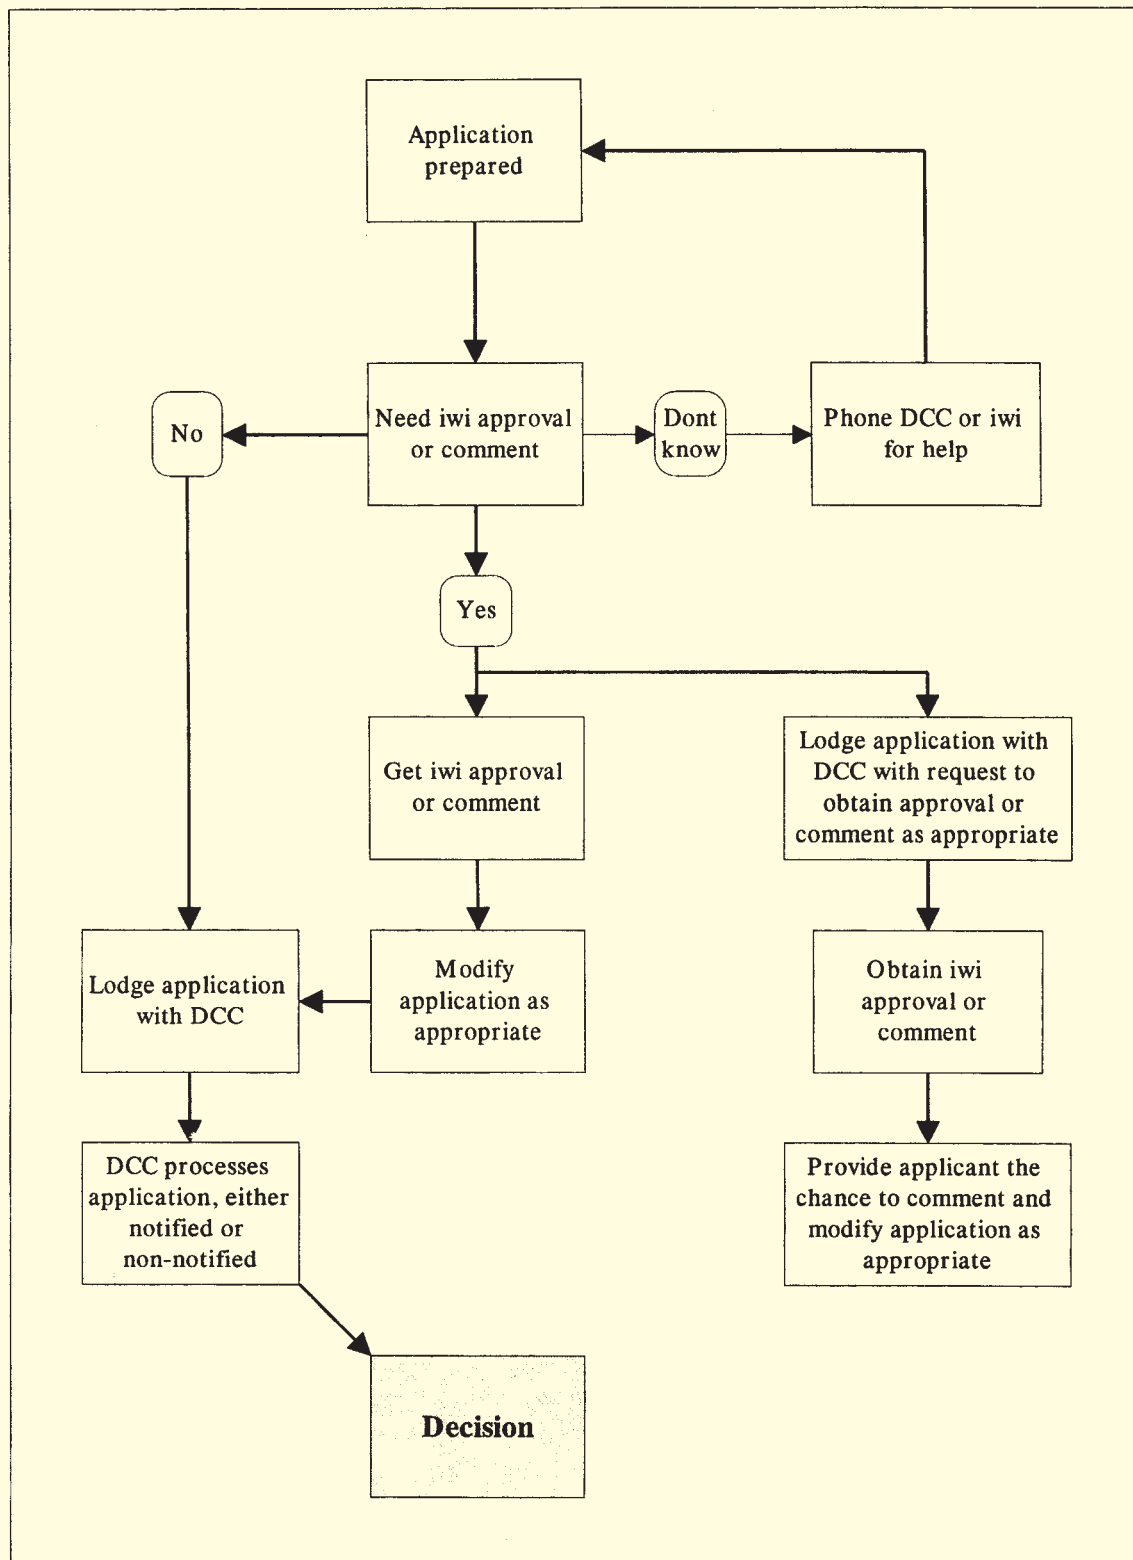 Application
prepared
No
Need iwi approval
or comment
Dont
know
Phone DCC or iwi
for help
Yes
Get iwi approval
or comment
Lodge application with
DCC with request to
obtain approval or
comment as appropriate
Lodge application
with DCC
Modify
application as
appropriate
Obtain iwi
approval or
comment
DCC processes
application, either
notified or
non-notified
Provide applicant the
chance to comment and
modify application as
appropriate
Decision